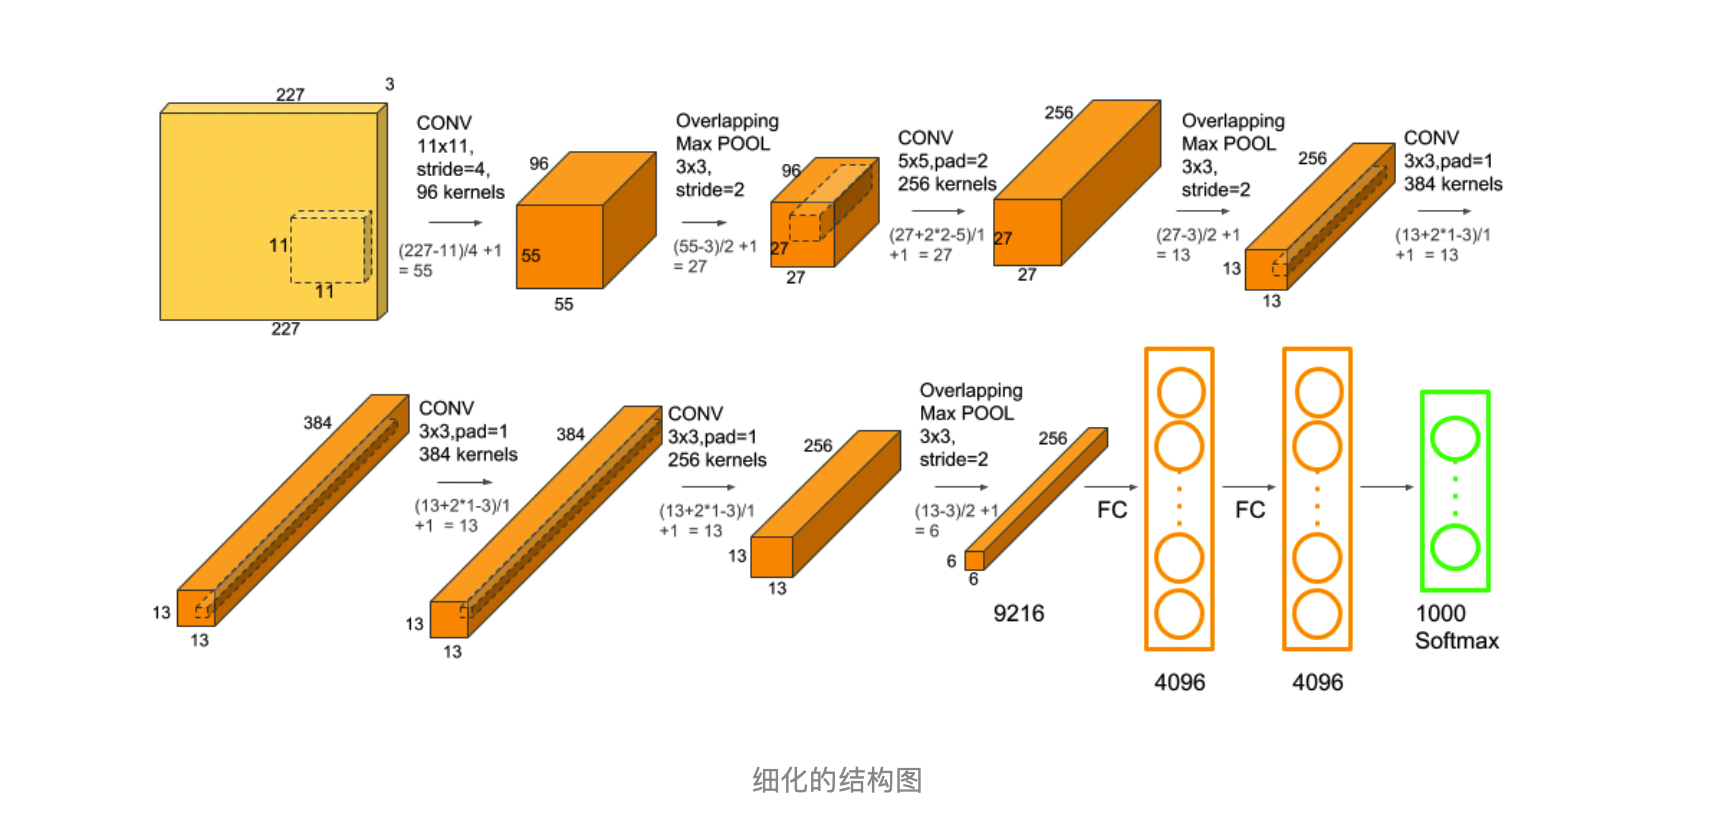 227
3
11
11
227
CONV
11x11,
stride=4,
96 kernels
(227-11)/4 +1
= 55
96
55
55
Overlapping
Max POOL
3x3,
stride=2
(55-3)/2 +1
= 27
96
27
27
CONV
5x5,pad=2
256 kernels
(27+2*2-5)/1
+1 = 27
256
27
27
Overlapping
Max POOL
3x3,
stride=2
(27-3)/2 +1
= 13
256
13
13
CONV
3x3,pad=1
384 kernels
(13+2*1-3)/1
+1 = 13
384
13
13
CONV
3x3,pad=1
384 kernels
(13+2*1-3)/1
+1 = 13
384
13
13
CONV
3x3,pad=1
256 kernels
(13+2*1-3)/1
+1 = 13
256
13
13
Overlapping
Max POOL
3x3,
stride=2
(13-3)/2 +1
= 6
256
6
6
9216
FC
4096
FC
4096
1000
Softmax
细化的结构图